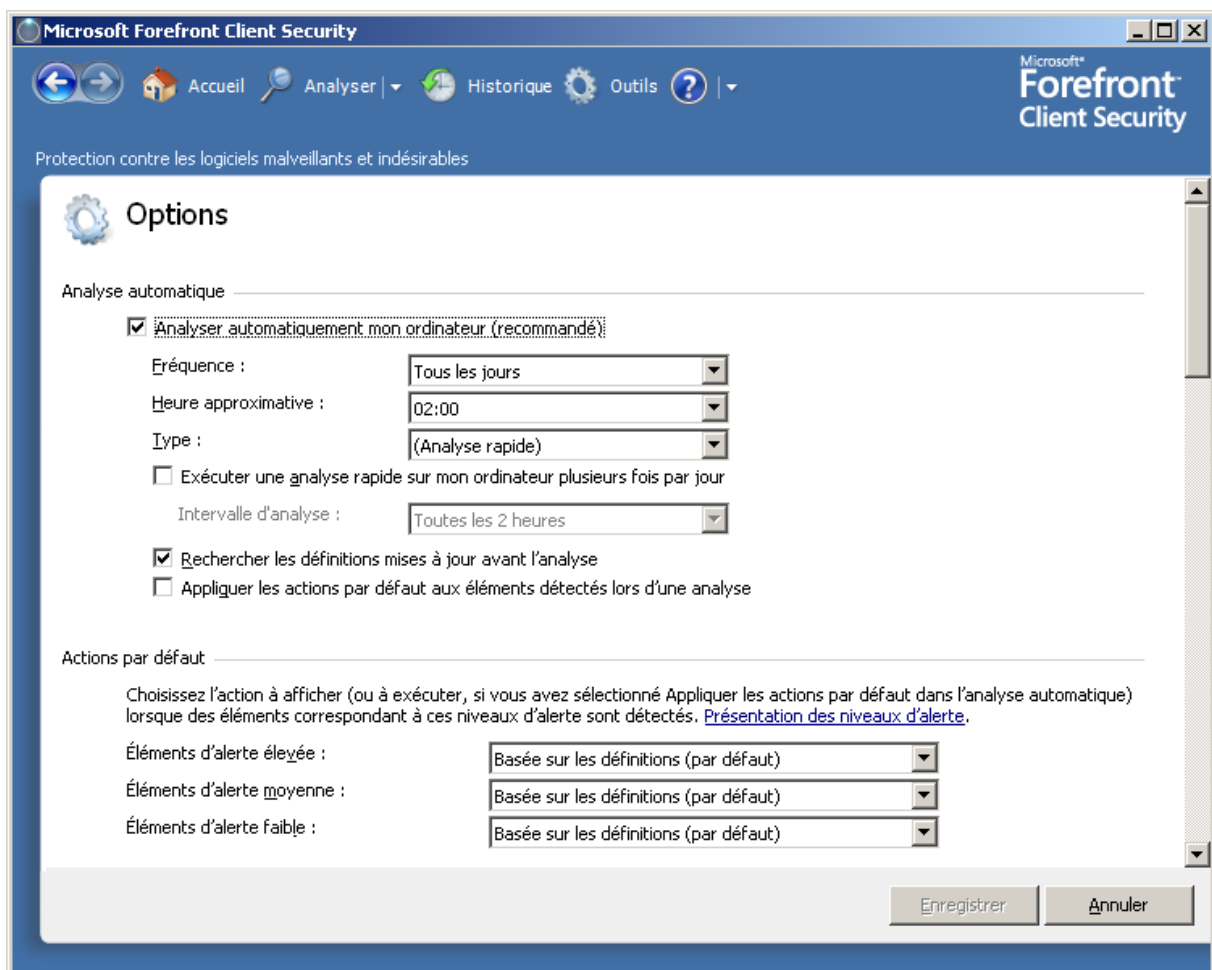 Microsoft Forefront Client Security
Accueil Analyser Historique Outils ?
Microsoft®
Forefront™
Client Security
Protection contre les logiciels malveillants et indésirables
Options
Analyse automatique
Analyser automatiquement mon ordinateur (recommandé)
Fréquence : Tous les jours
Heure approximative : 02:00
Type : (Analyse rapide)
Exécuter une analyse rapide sur mon ordinateur plusieurs fois par jour
Intervalle d'analyse : Toutes les 2 heures
Rechercher les définitions mises à jour avant l'analyse
Appliquer les actions par défaut aux éléments détectés lors d'une analyse
Actions par défaut
Choisissez l'action à afficher (ou à exécuter, si vous avez sélectionné Appliquer les actions par défaut dans l'analyse automatique)
lorsque des éléments correspondant à ces niveaux d'alerte sont détectés. Présentation des niveaux d'alerte.
Éléments d'alerte élevée : Basée sur les définitions (par défaut)
Éléments d'alerte moyenne : Basée sur les définitions (par défaut)
Éléments d'alerte faible : Basée sur les définitions (par défaut)
Enregistrer Annuler